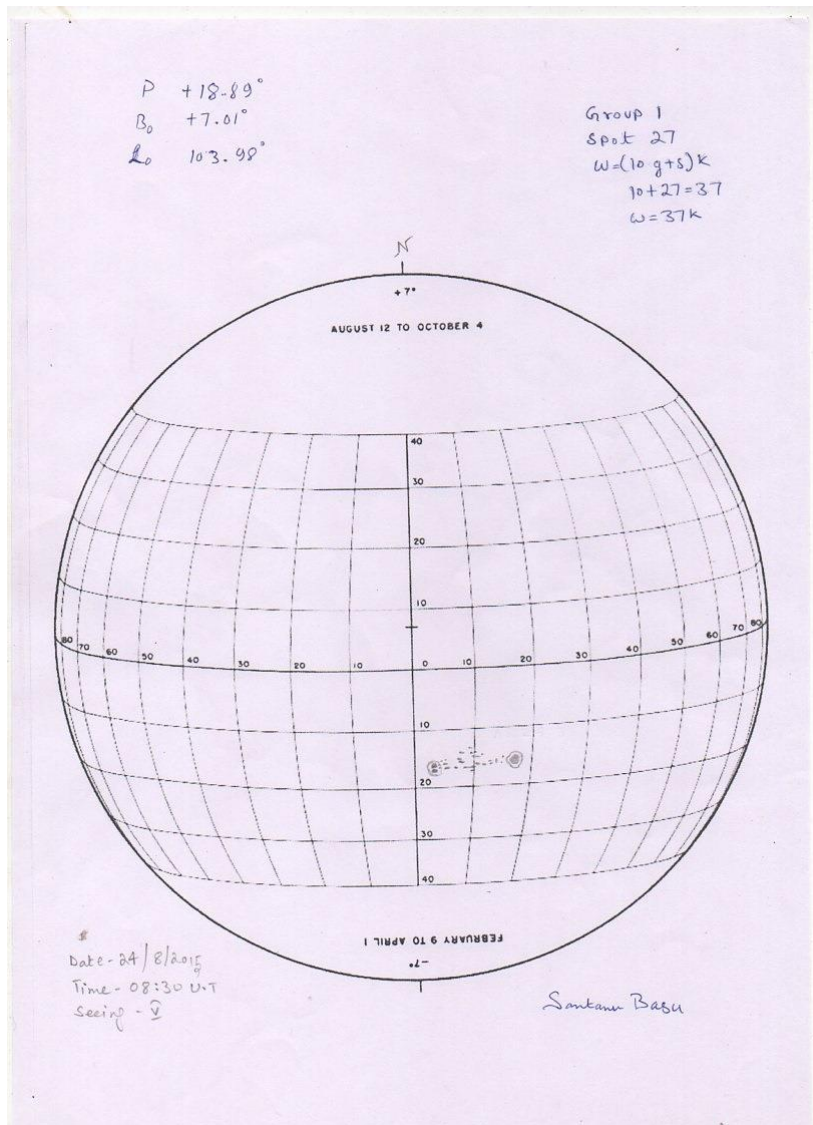 P +18.89°
B₀ +7.01°
L₀ 103.98°
Group 1
Spot 27
W=(10 g+s)K
10+27=37
W=37K
N
+7°
AUGUST 12 TO OCTOBER 4
40
30
20
10
80 70 60 50 40 30 20 10 0 10 20 30 40 50 60 70 80
10
20
30
40
FEBRUARY 9 TO APRIL 1
-7°
Date - 24/8/2015
Time - 08:30 U.T
Seeing -
Santanu Basu